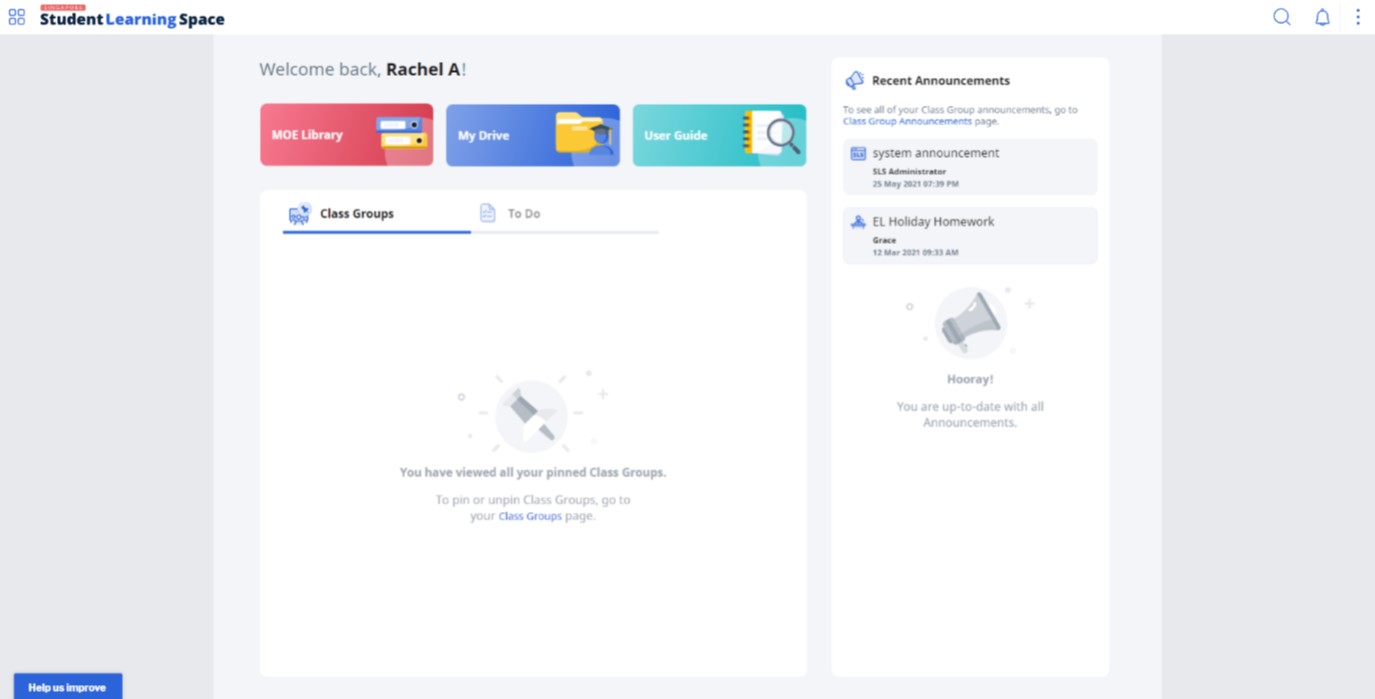 SINGAPORE
Student Learning Space
Welcome back, Rachel A!
MOE Library
My Drive
User Guide
Class Groups
To Do
You have viewed all your pinned Class Groups.
To pin or unpin Class Groups, go to
your Class Groups page.
Recent Announcements
To see all of your Class Group announcements, go to
Class Group Announcements page.
SLS
system announcement
SLS Administrator
25 May 2021 07:39 PM
EL Holiday Homework
Grace
12 Mar 2021 09:33 AM
Hooray!
You are up-to-date with all
Announcements.
Help us improve